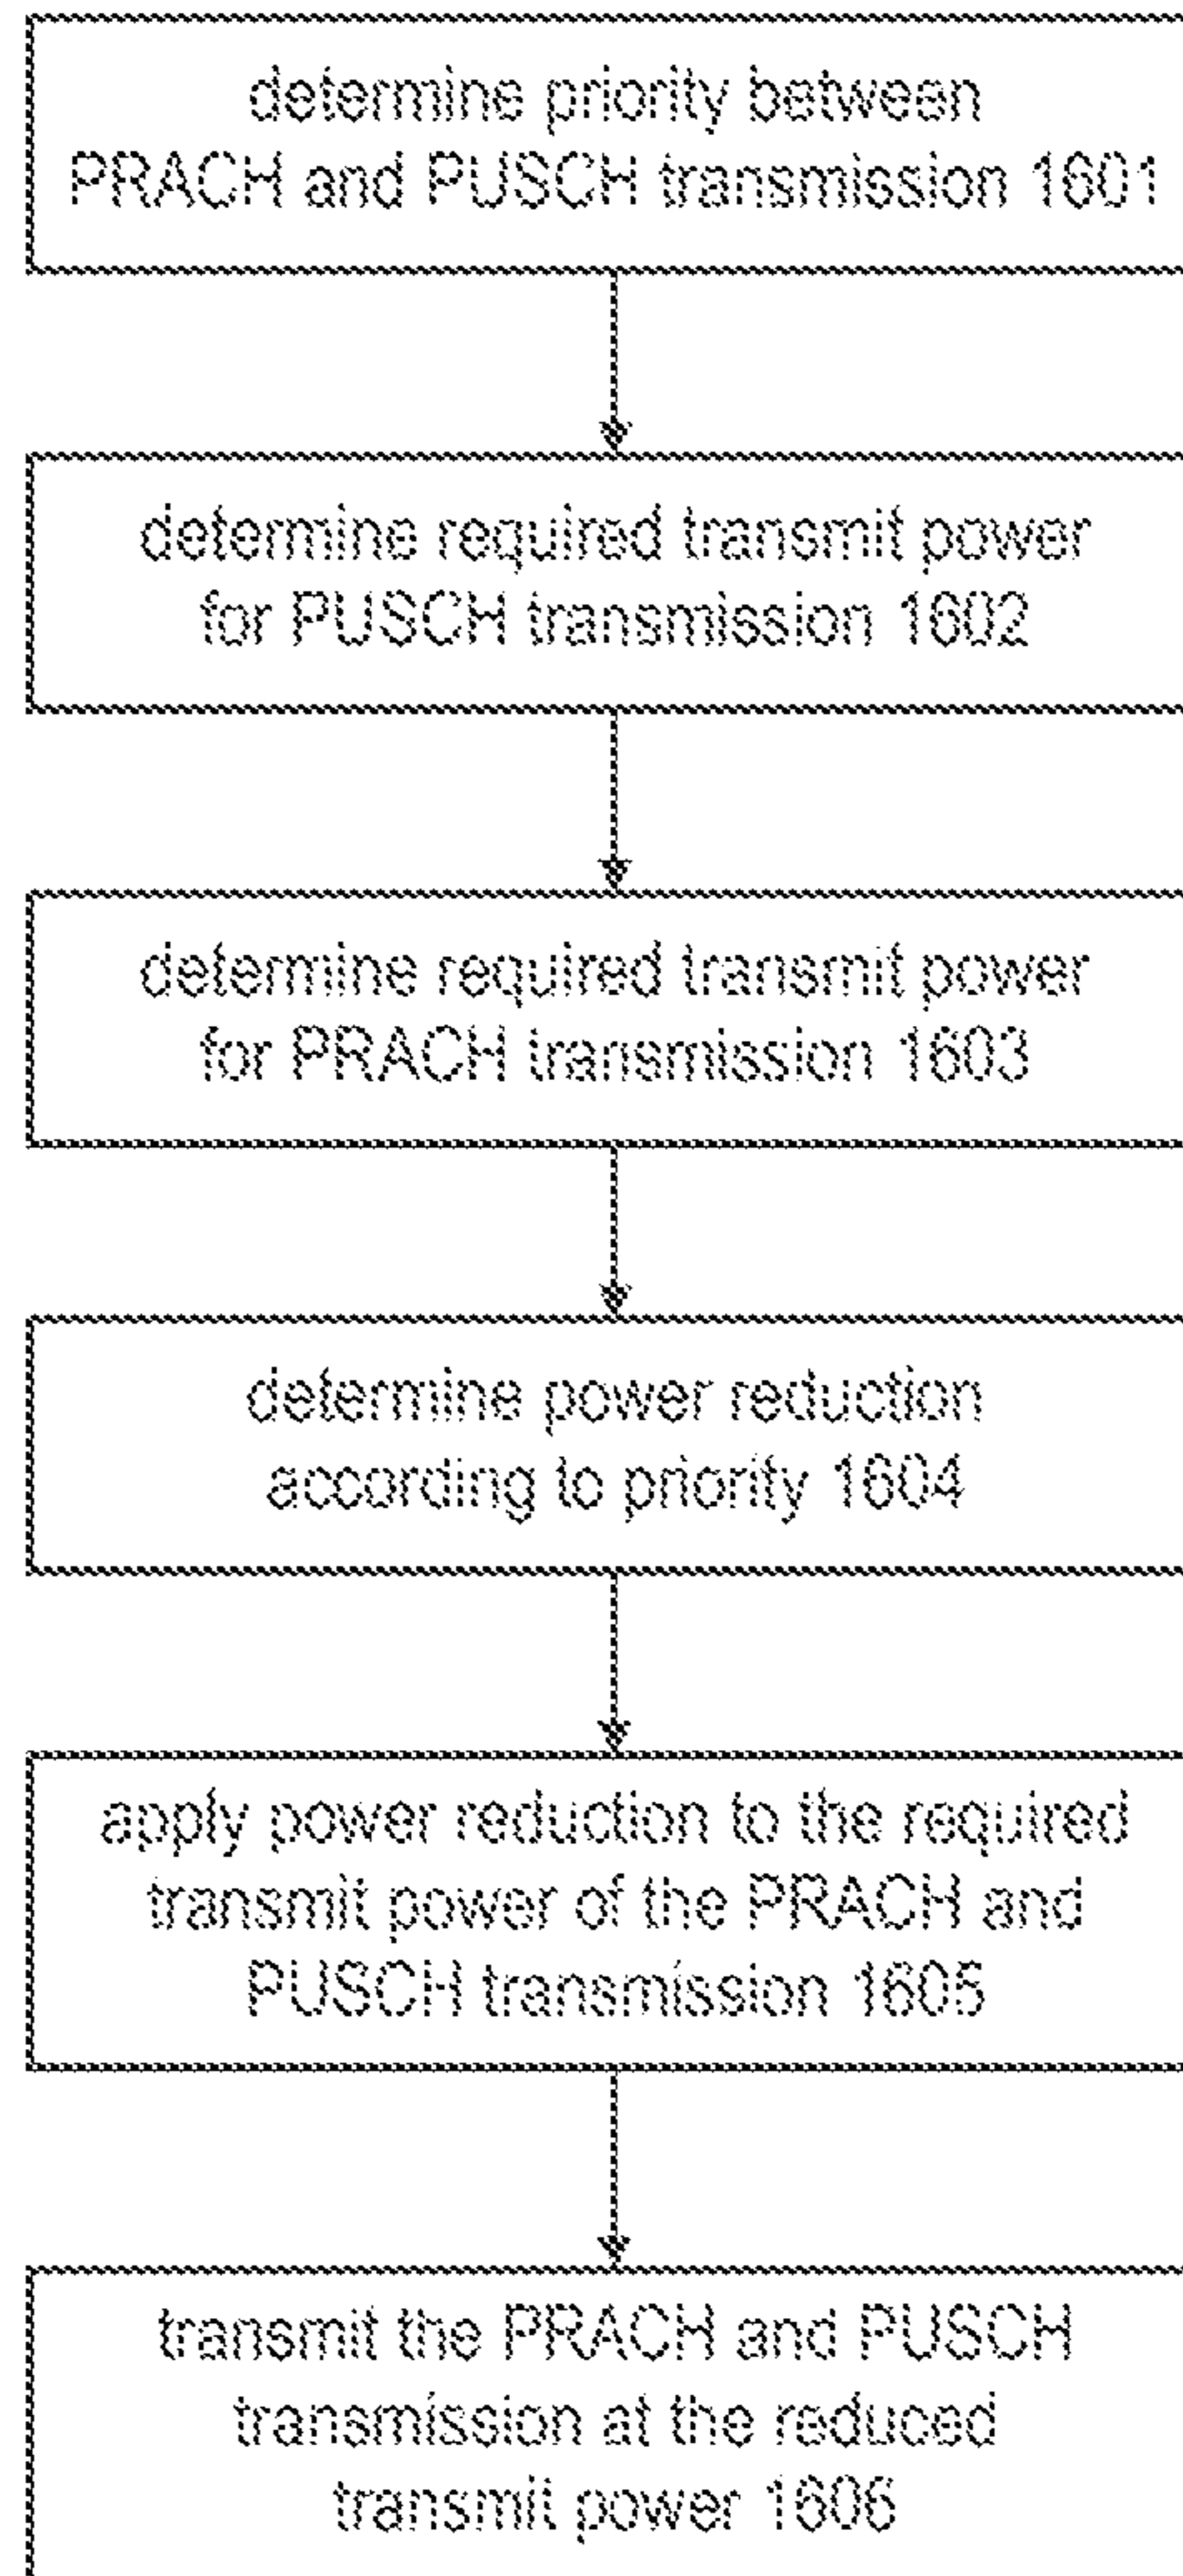 determine priority between
PRACH and PUSCH transmission 1601
determine required transmit power
for PUSCH transmission 1602
determine required transmit power
for PRACH transmission 1603
determine power reduction
according to priority 1604
apply power reduction to the required
transmit power of the PRACH and
PUSCH transmission 1605
transmit the PRACH and PUSCH
transmission at the reduced
transmit power 1606